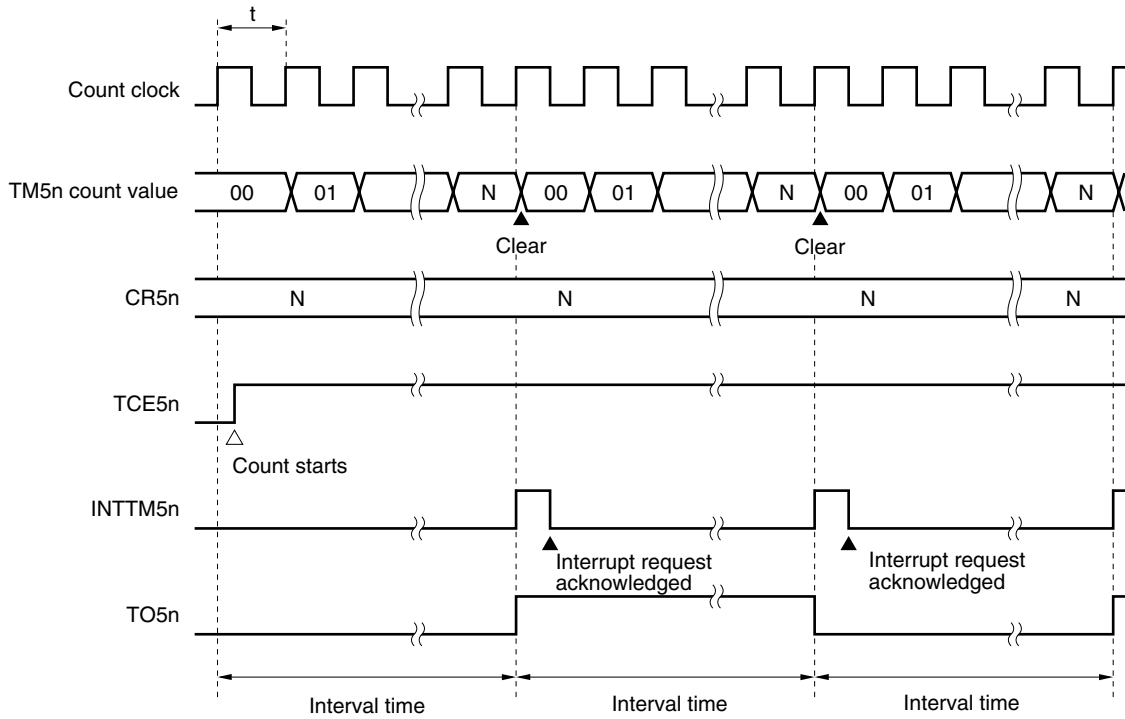 t
Count clock
TM5n count value
00 01 N 00 01 N 00 01 N
Clear Clear
CR5n
N N N N
TCE5n
Count starts
INTTM5n
Interrupt request
acknowledged
Interrupt request
acknowledged
TO5n
Interval time Interval time Interval time